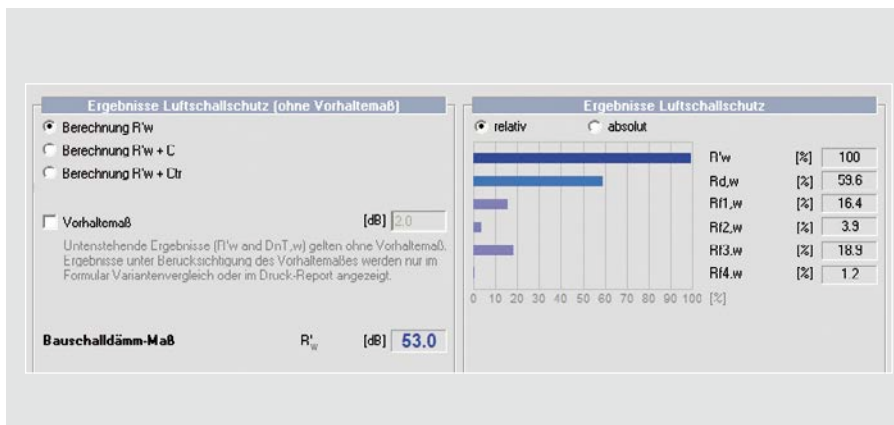 Ergebnisse Luftschallschutz (ohne Vorhaltemaß)
Berechnung R'w
Berechnung R'w + C
Berechnung R'w + Ctr
Vorhaltemaß [dB] 2.0
Untenstehende Ergebnisse (R'w and DnT,w) gelten ohne Vorhaltemaß.
Ergebnisse unter Berücksichtigung des Vorhaltemaßes werden nur im
Formular Variantenvergleich oder im Druck-Report angezeigt.
Bauschalldämm-Maß R'w [dB] 53.0
Ergebnisse Luftschallschutz
relativ absolut
R'w [%] 100
Rd,w [%] 59.6
Rf1,w [%] 16.4
Rf2,w [%] 3.9
Rf3,w [%] 18.9
Rf4,w [%] 1.2
0 10 20 30 40 50 60 70 80 90 100 [%]